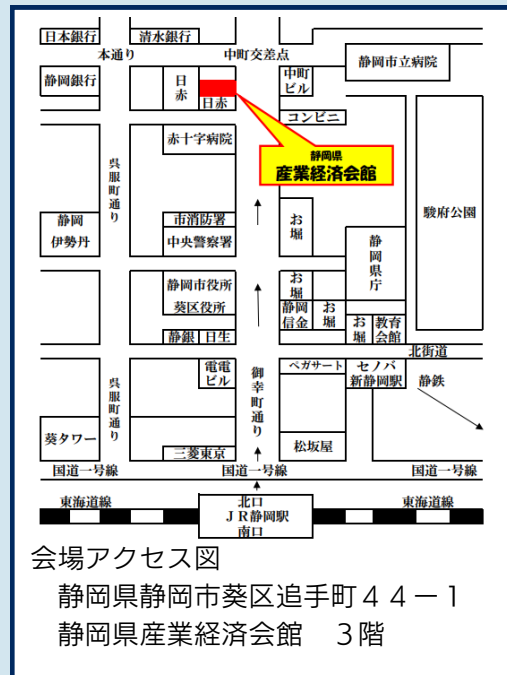 日本銀行
清水銀行
本通り
中町交差点
静岡市立病院
静岡銀行
日赤
日赤
中町
ビル
コンビニ
赤十字病院
静岡県
産業経済会館
呉服町通り
駿府公園
静岡
伊勢丹
市消防署
中央警察署
お堀
静岡県庁
静岡市役所
葵区役所
お堀
静岡
信金
お堀
お堀
教育
会館
静銀
日生
北街道
電電
ビル
ペガサート
セノバ
新静岡駅
静鉄
呉服町通り
御幸町通り
葵タワー
三菱東京
松坂屋
国道一号線
国道一号線
国道一号線
東海道線
北口
JR静岡駅
南口
東海道線
会場アクセス図
静岡県静岡市葵区追手町44-1
静岡県産業経済会館 3階